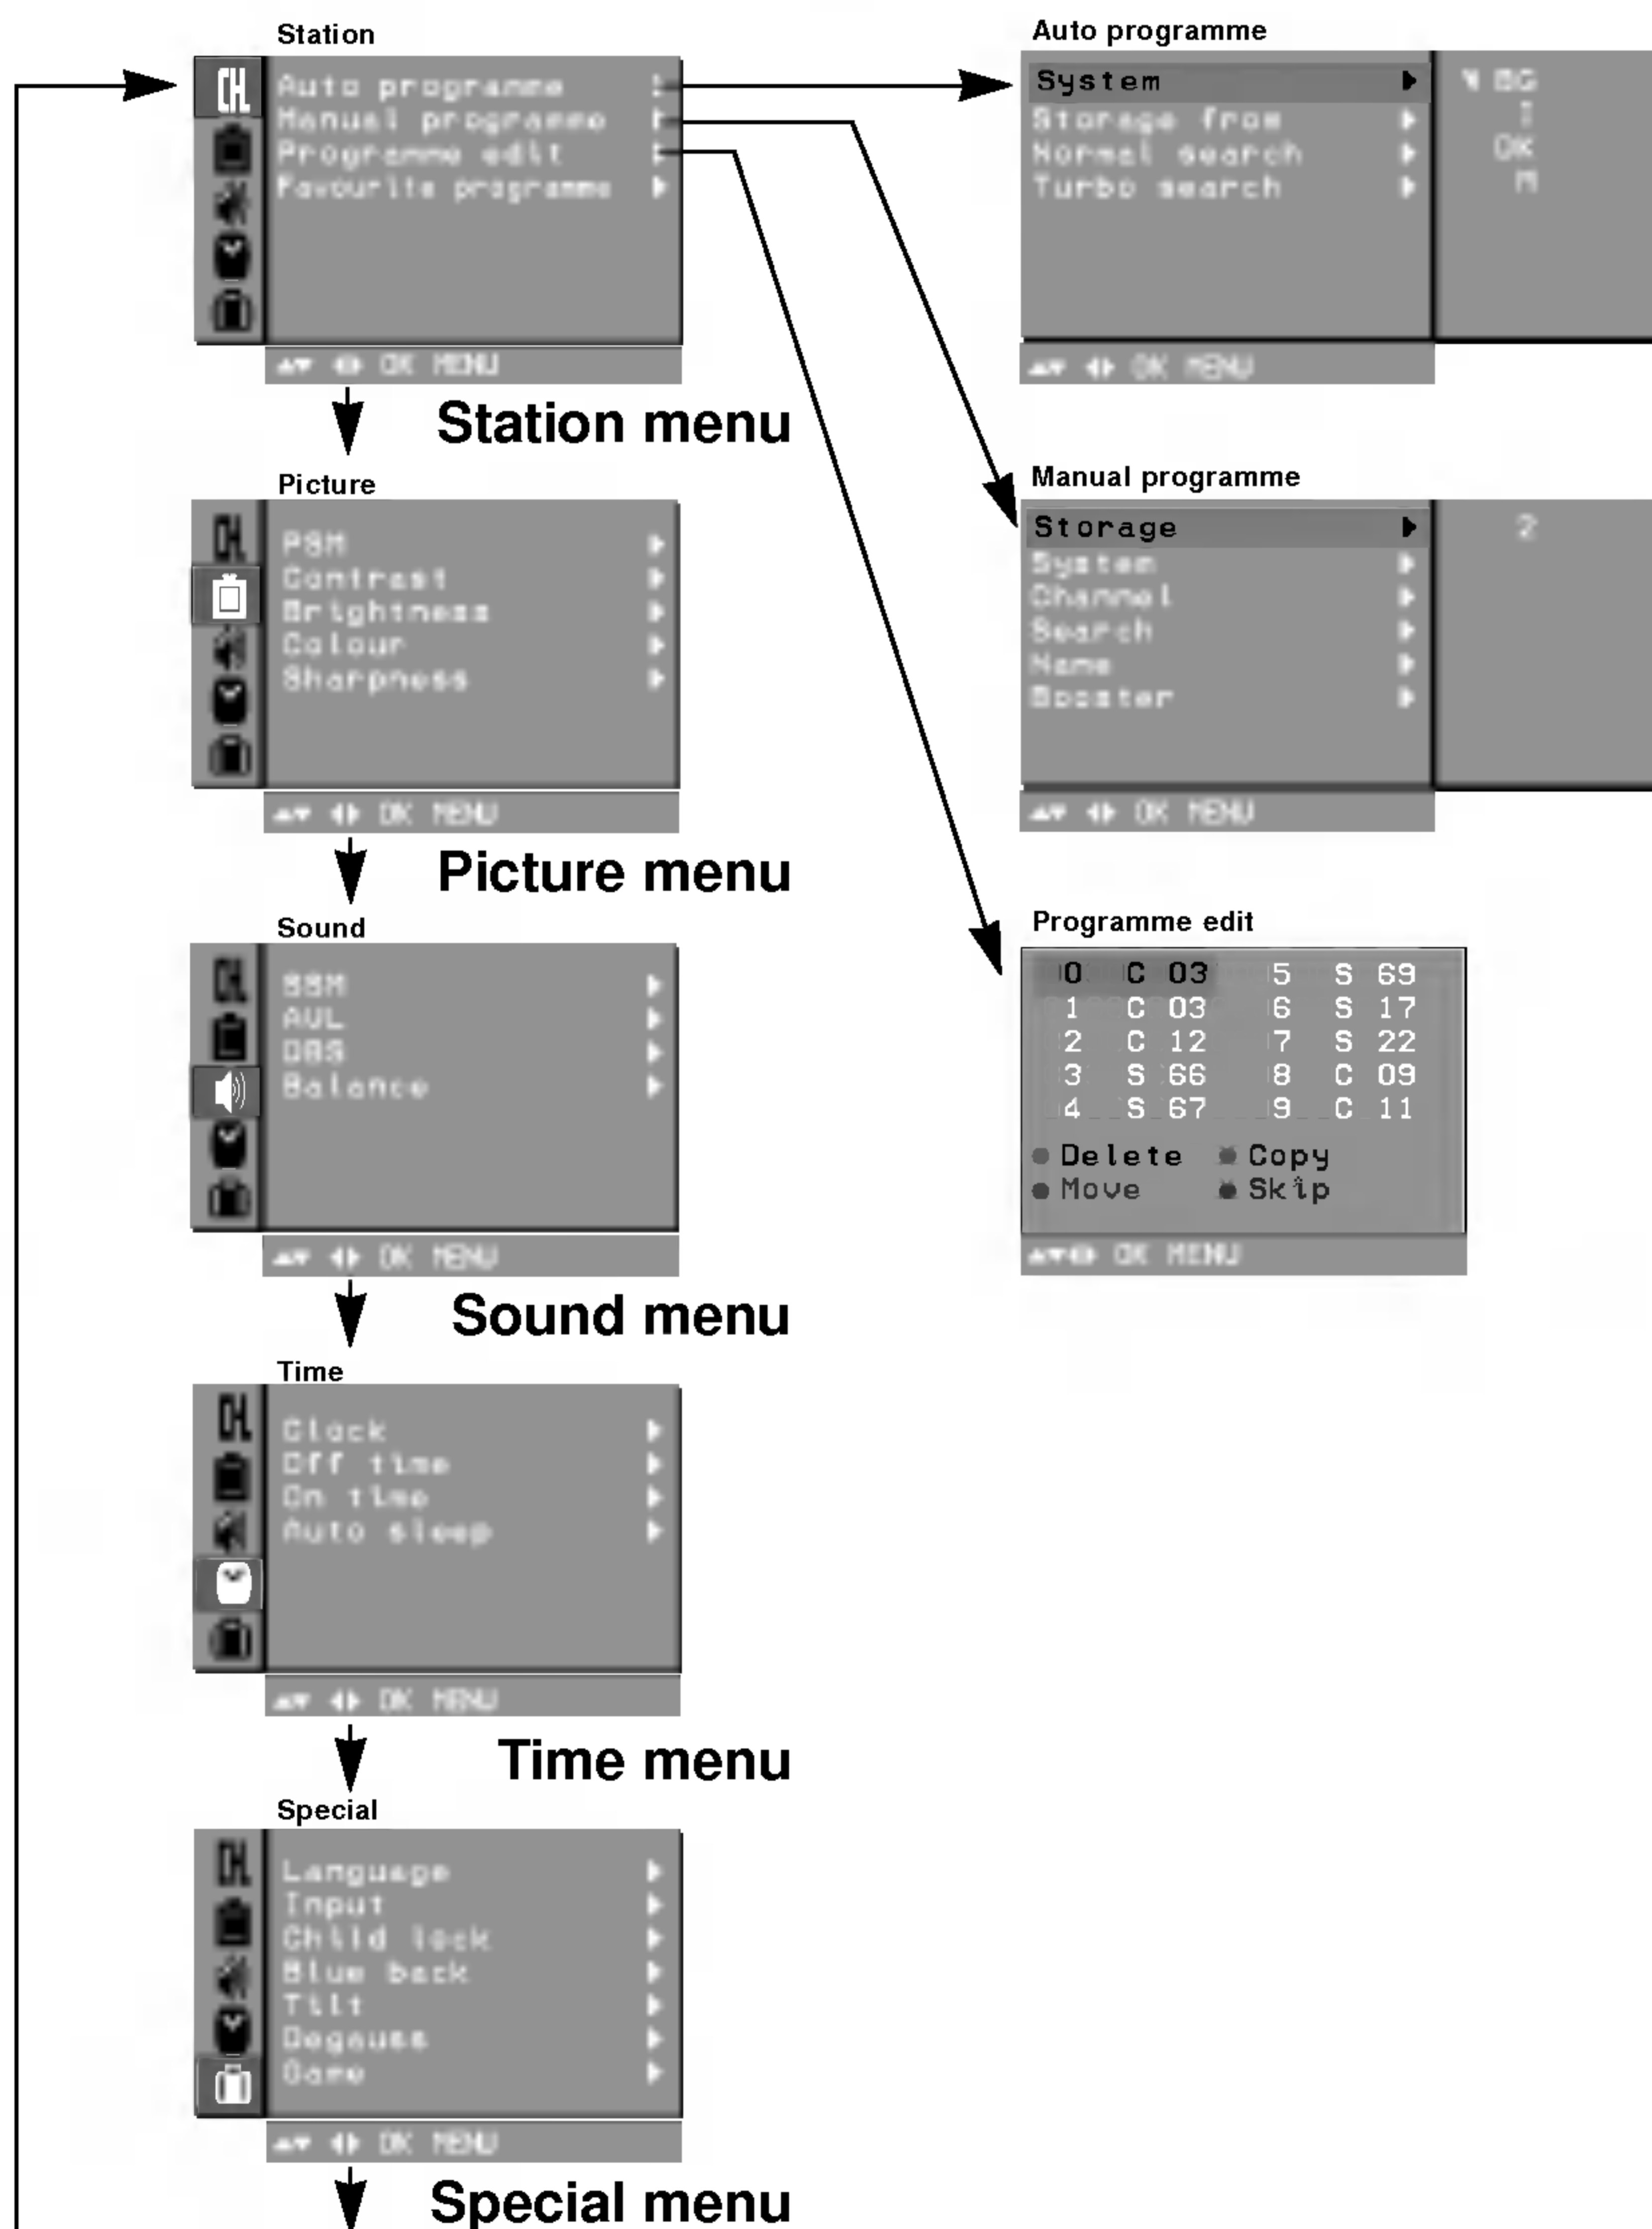 Station
Auto programme
Manual programme
Programme edit
Favourite programme
OK MENU
Station menu
Picture
PSM
Contrast
Brightness
Colour
Sharpness
OK MENU
Picture menu
Sound
SSM
AVL
DBS
Balance
OK MENU
Sound menu
Time
Clock
Off time
On time
Auto sleep
OK MENU
Time menu
Special
Language
Input
Child lock
Blue back
Tilt
Degauss
Game
OK MENU
Special menu
Auto programme
System
Storage from
Normal search
Turbo search
BG
I
DK
M
OK MENU
Manual programme
Storage
System
Channel
Search
Name
Booster
2
OK MENU
Programme edit
0 C 03 5 S 69
1 C 03 6 S 17
2 C 12 7 S 22
3 S 66 8 C 09
4 S 67 9 C 11
Delete Copy
Move Skip
OK MENU